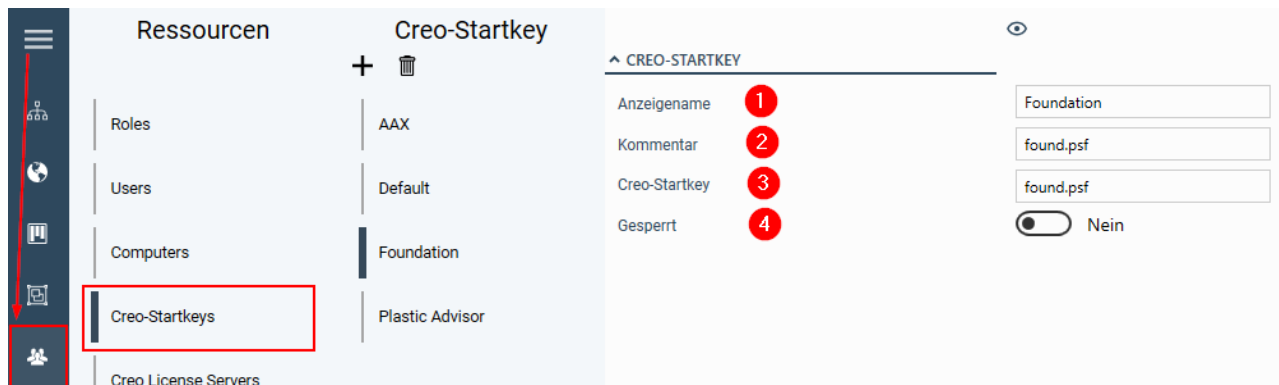 Ressourcen
Creo-Startkey
CREO-STARTKEY
Roles
Users
Computers
Creo-Startkeys
Creo License Servers
AAX
Default
Foundation
Plastic Advisor
Anzeigename 1 Foundation
Kommentar 2 found.psf
Creo-Startkey 3 found.psf
Gesperrt 4 Nein